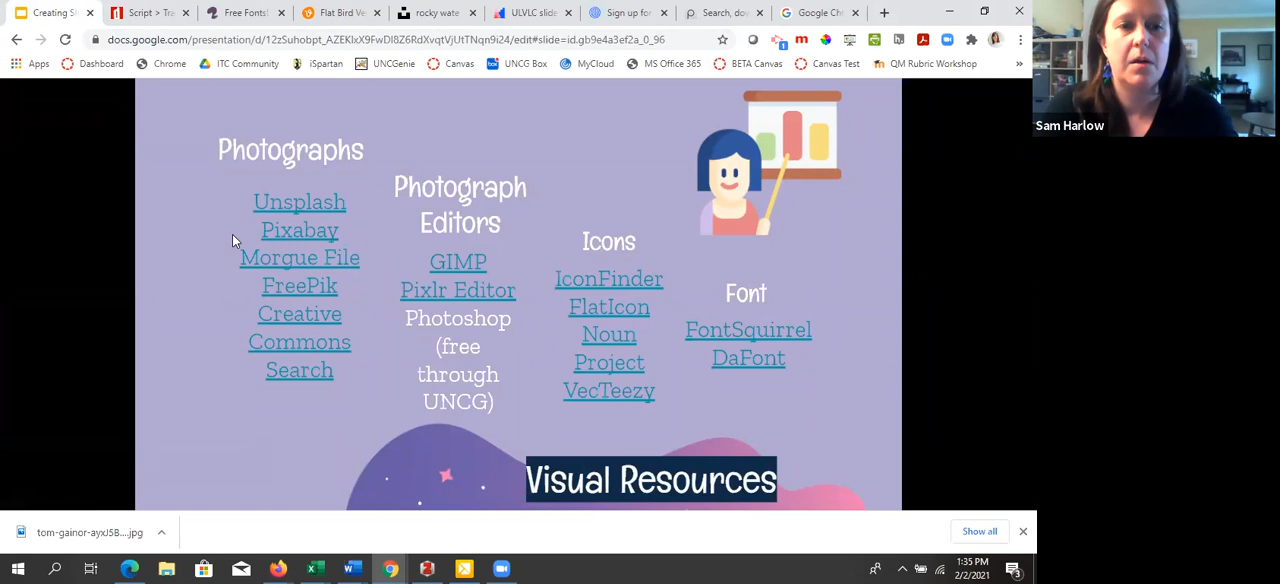 Creating Sl
Script > Tra
Free Fonts!
Flat Bird Ve
rocky wate
ULVLC slide
Sign up for
Search, do
Google Ch
docs.google.com/presentation/d/12zSuhobpt_AZEKIxX9FwDI8Z6RdXvqtVjUtTNqn9i24/edit#slide=id.gb9e4a3ef2a_0_96
Apps
Dashboard
Chrome
ITC Community
iSpartan
UNCGenie
Canvas
UNCG Box
MyCloud
MS Office 365
BETA Canvas
Canvas Test
QM Rubric Workshop
»
Sam Harlow
Photographs
Unsplash
Pixabay
Morgue File
FreePik
Creative
Commons
Search
Photograph
Editors
GIMP
Pixlr Editor
Photoshop
(free
through
UNCG)
Icons
IconFinder
FlatIcon
Noun
Project
VecTeezy
Font
FontSquirrel
DaFont
Visual Resources
tom-gainor-ayxJ5B....jpg
Show all
1:35 PM
2/2/2021